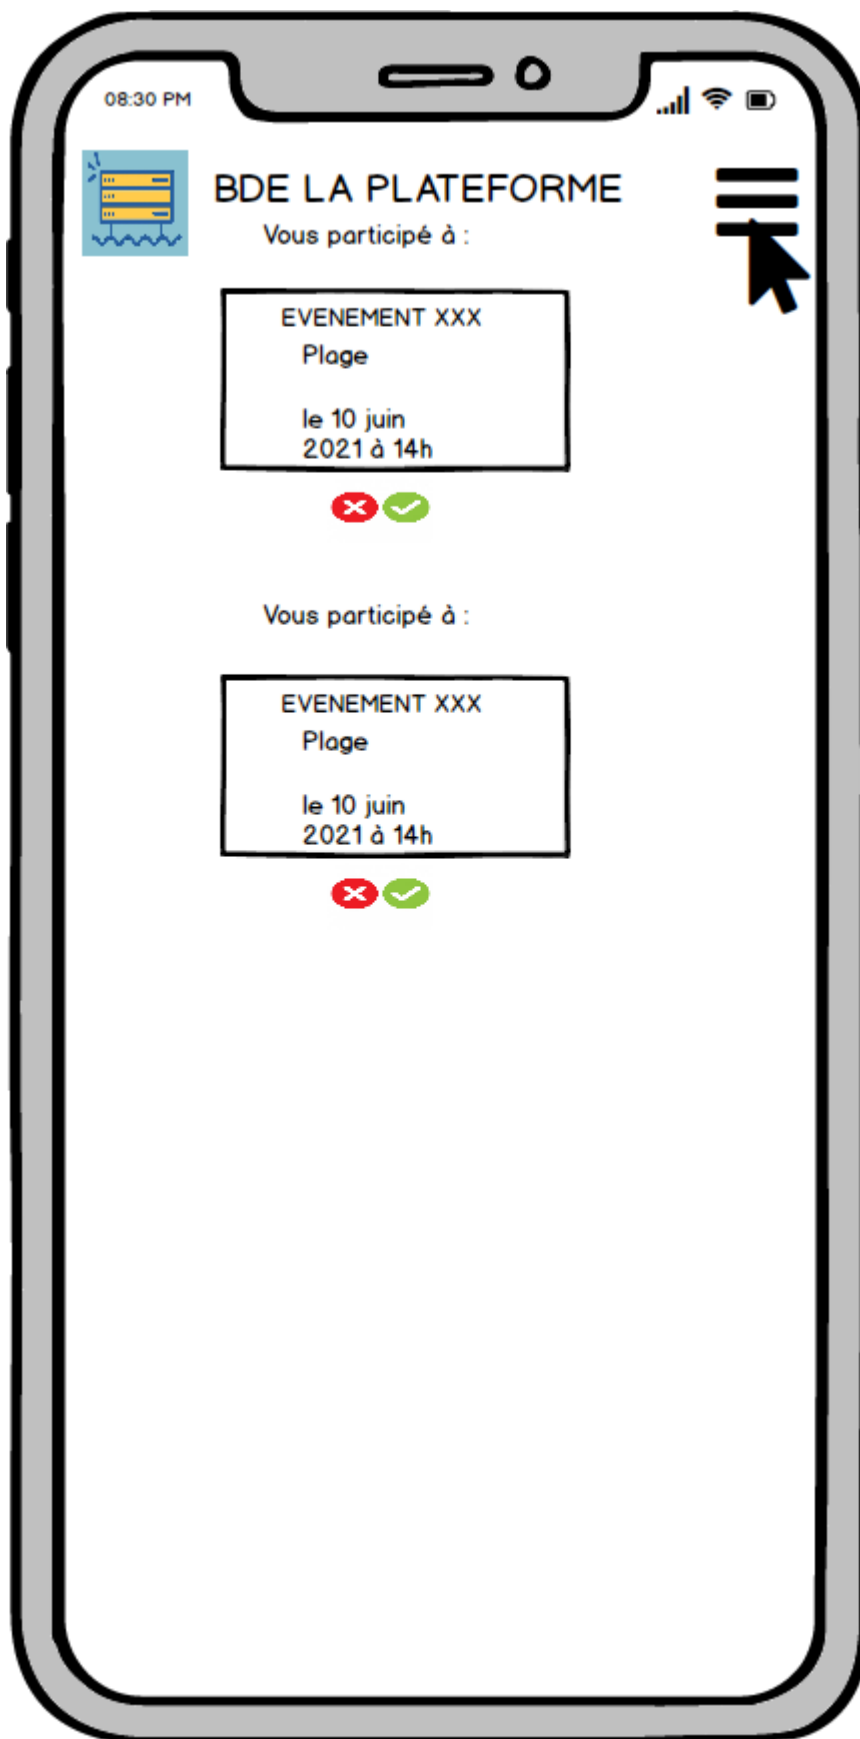 08:30 PM
BDE LA PLATEFORME
Vous participé à :
EVENEMENT XXX
Plage
le 10 juin
2021 à 14h
Vous participé à :
EVENEMENT XXX
Plage
le 10 juin
2021 à 14h